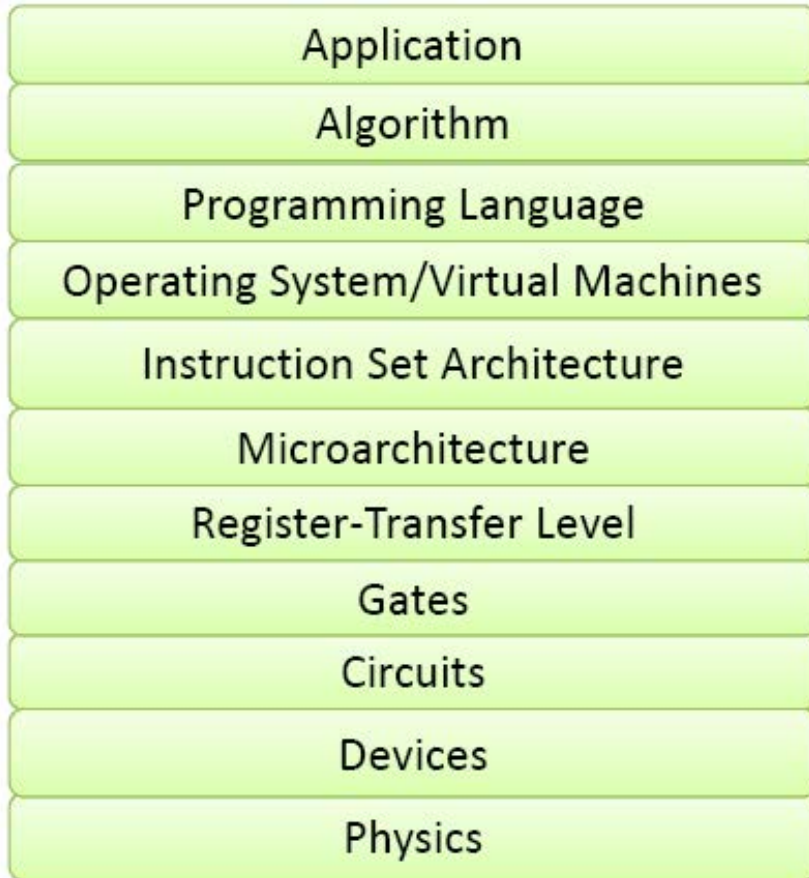 Application
Algorithm
Programming Language
Operating System/Virtual Machines
Instruction Set Architecture
Microarchitecture
Register-Transfer Level
Gates
Circuits
Devices
Physics